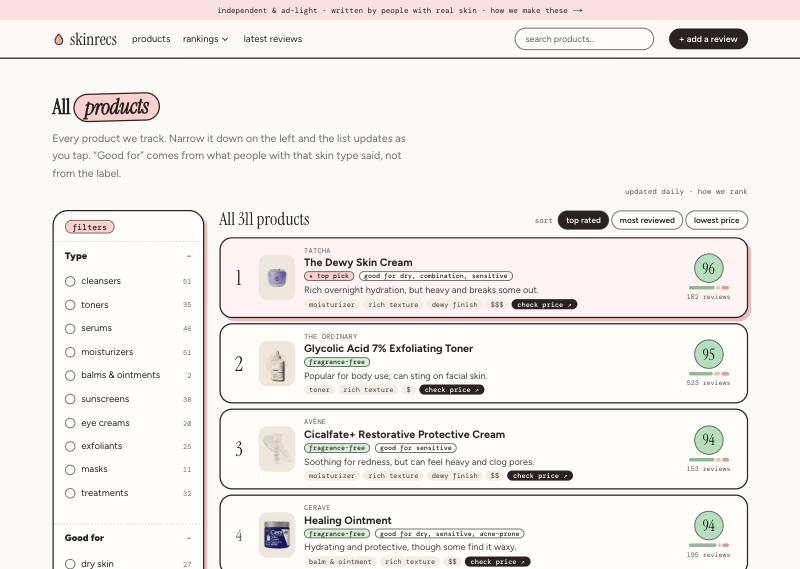 independent & ad-light · written by people with real skin · how we make these →
skinrecs products rankings latest reviews search products... + add a review
All products
Every product we track. Narrow it down on the left and the list updates as
you tap. "Good for" comes from what people with that skin type said, not
from the label.
updated daily · how we rank
filters
Type –
cleansers 51
toners 35
serums 46
moisturizers 51
balms & ointments 2
sunscreens 38
eye creams 20
exfoliants 25
masks 11
treatments 32
Good for –
dry skin 27
All 311 products
sort top rated most reviewed lowest price
1
TATCHA
The Dewy Skin Cream
★ top pick good for dry, combination, sensitive
Rich overnight hydration, but heavy and breaks some out.
moisturizer rich texture dewy finish $$$ check price ↗
96
182 reviews
2
THE ORDINARY
Glycolic Acid 7% Exfoliating Toner
fragrance-free
Popular for body use; can sting on facial skin.
toner rich texture $ check price ↗
95
523 reviews
3
AVÈNE
Cicalfate+ Restorative Protective Cream
fragrance-free good for sensitive
Soothing for redness, but can feel heavy and clog pores.
moisturizer rich texture dewy finish $$ check price ↗
94
153 reviews
4
CERAVE
Healing Ointment
fragrance-free good for dry, sensitive, acne-prone
Hydrating and protective, though some find it waxy.
balm & ointment rich texture $$ check price ↗
94
195 reviews